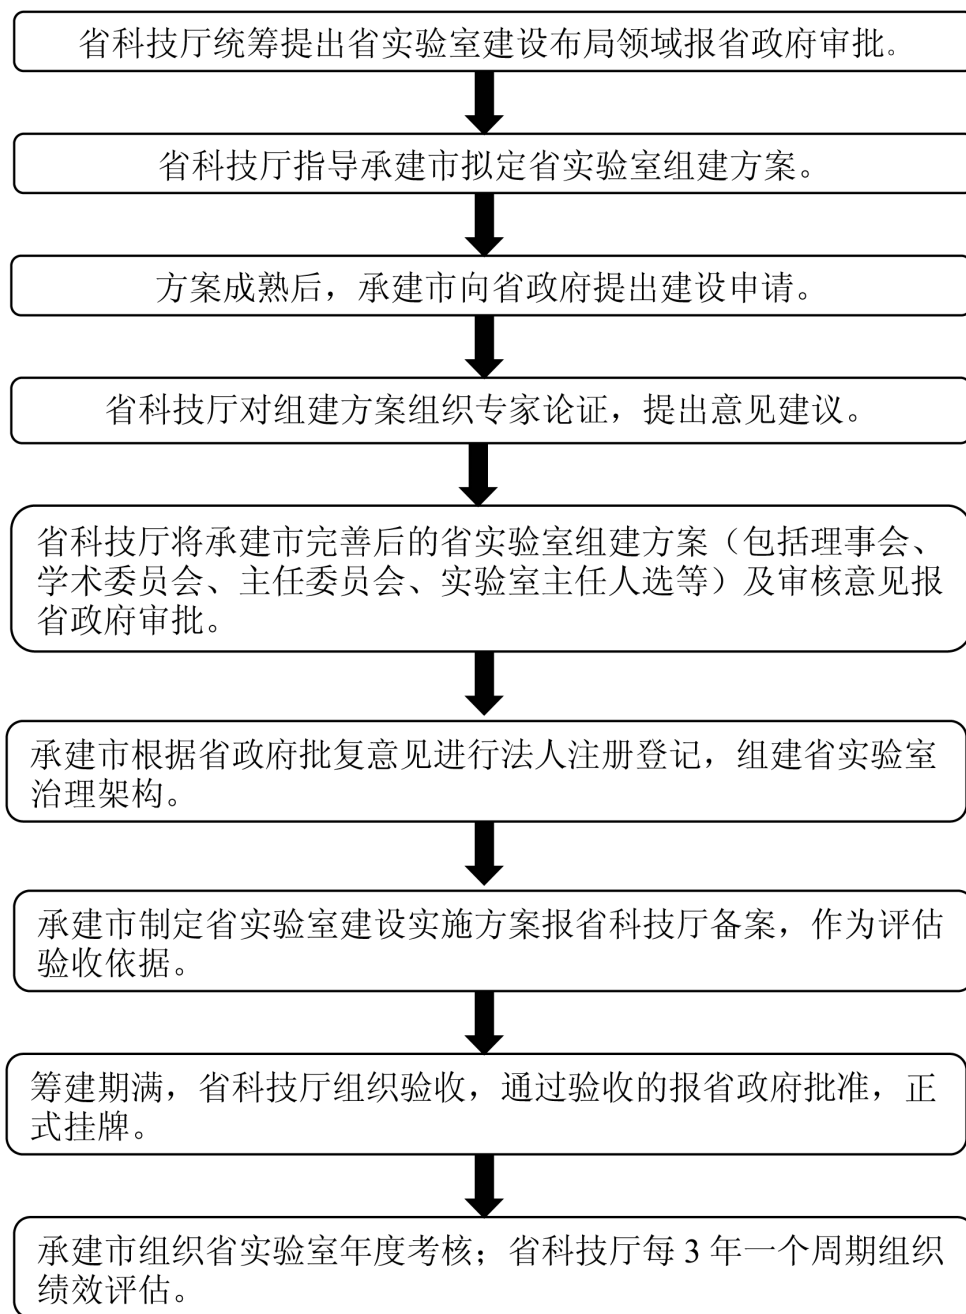 省科技厅统筹提出省实验室建设布局领域报省政府审批。
省科技厅指导承建市拟定省实验室组建方案。
方案成熟后，承建市向省政府提出建设申请。
省科技厅对组建方案组织专家论证，提出意见建议。
省科技厅将承建市完善后的省实验室组建方案（包括理事会、
学术委员会、主任委员会、实验室主任人选等）及审核意见报
省政府审批。
承建市根据省政府批复意见进行法人注册登记，组建省实验室
治理架构。
承建市制定省实验室建设实施方案报省科技厅备案，作为评估
验收依据。
筹建期满，省科技厅组织验收，通过验收的报省政府批准，正
式挂牌。
承建市组织省实验室年度考核；省科技厅每 3 年一个周期组织
绩效评估。